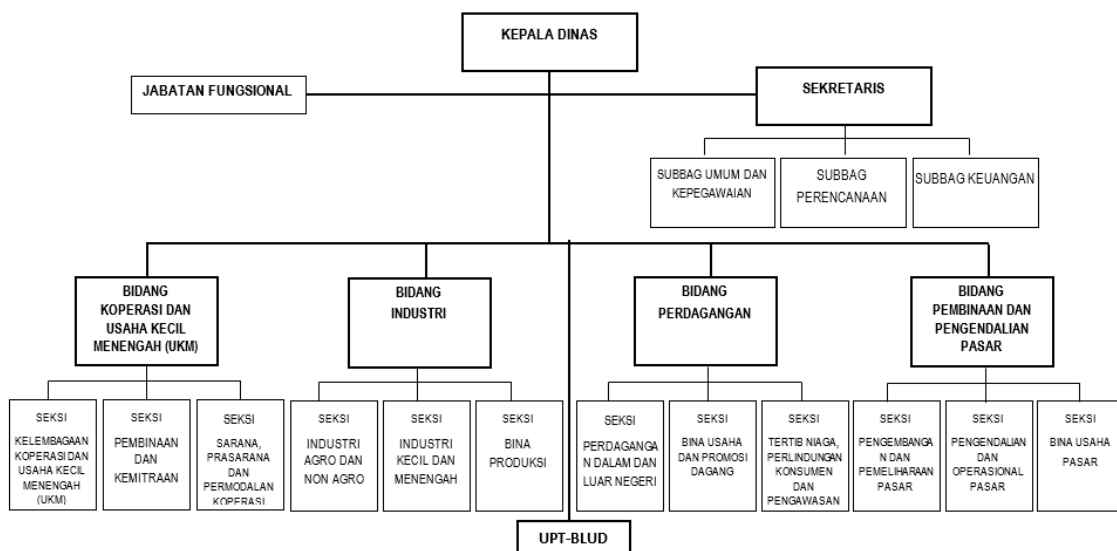 KEPALA DINAS
JABATAN FUNGSIONAL
SEKRETARIS
SUBBAG UMUM DAN
KEPEGAWAIAN
SUBBAG
PERENCANAAN
SUBBAG KEUANGAN
BIDANG
KOPERASI DAN
USAHA KECIL
MENENGAH (UKM)
BIDANG
INDUSTRI
BIDANG
PERDAGANGAN
BIDANG
PEMBINAAN DAN
PENGENDALIAN
PASAR
SEKSI
KELEMBAGAAN
KOPERASI DAN
USAHA KECIL
MENENGAH
(UKM)
SEKSI
PEMBINAAN
DAN
KEMITRAAN
SEKSI
SARANA,
PRASARANA
DAN
PERMODALAN
KOPERASI
SEKSI
INDUSTRI
AGRO DAN
NON AGRO
SEKSI
INDUSTRI
KECIL DAN
MENENGAH
SEKSI
BINA
PRODUKSI
SEKSI
PERDAGANGA
N DALAM DAN
LUAR NEGERI
SEKSI
BINA USAHA
DAN PROMOSI
DAGANG
SEKSI
TERTIB NIAGA,
PERLINDUNGAN
KONSUMEN
DAN
PENGAWASAN
SEKSI
PENGEMBANGA
N DAN
PEMELIHARAAN
PASAR
SEKSI
PENGENDALIAN
DAN
OPERASIONAL
PASAR
SEKSI
BINA USAHA
PASAR
UPT-BLUD